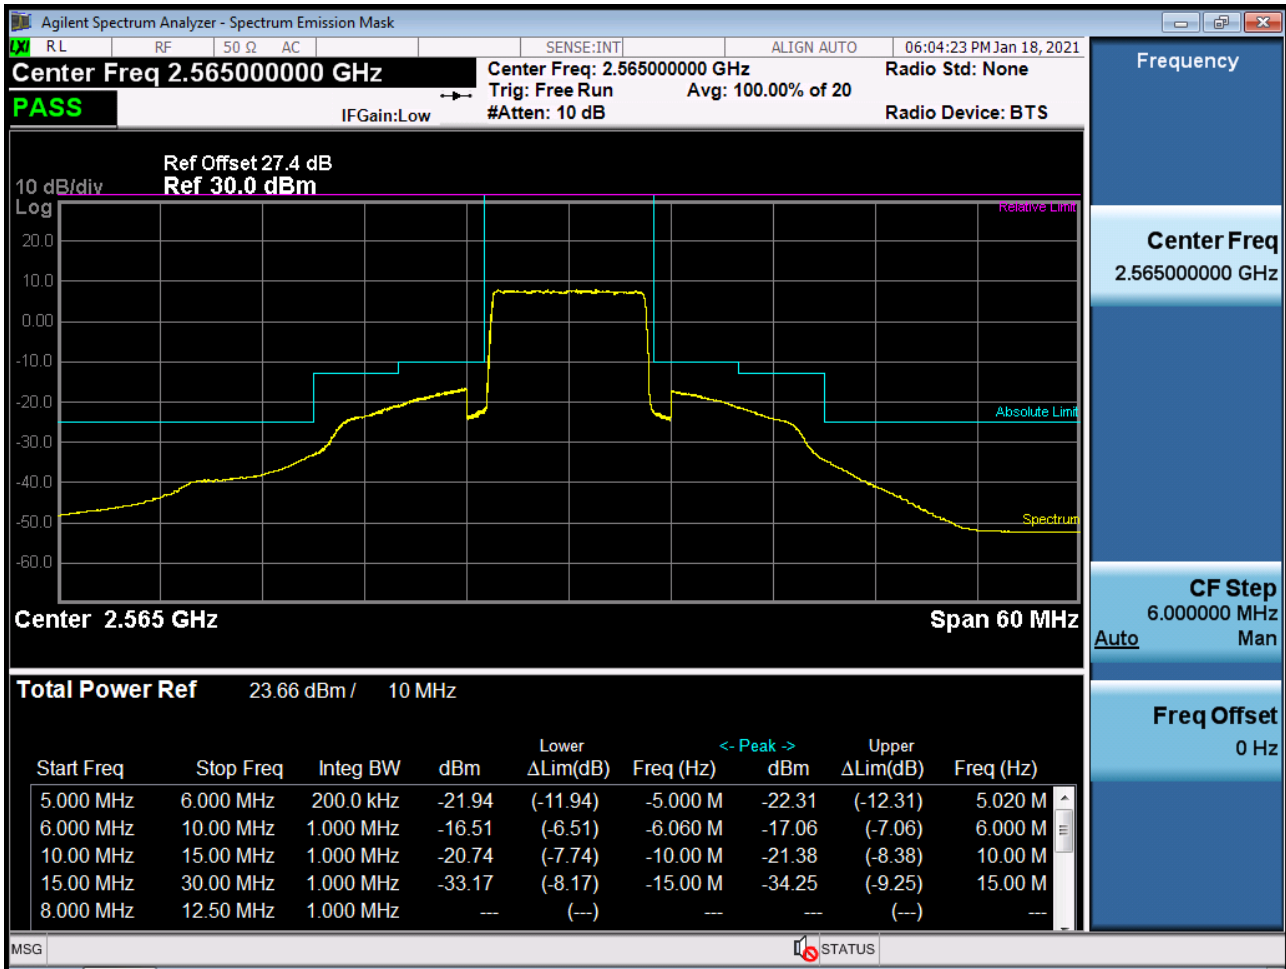 Agilent Spectrum Analyzer - Spectrum Emission Mask
LXI RL RF 50 Ω AC SENSE:INT ALIGN AUTO 06:04:23 PM Jan 18, 2021
Center Freq 2.565000000 GHz Center Freq: 2.565000000 GHz Radio Std: None
Trig: Free Run Avg: 100.00% of 20
PASS IFGain:Low #Atten: 10 dB Radio Device: BTS
Ref Offset 27.4 dB
10 dB/div Ref 30.0 dBm
Log
Relative Limit
20.0
10.0
0.00
-10.0
-20.0
Absolute Limit
-30.0
-40.0
-50.0
Spectrum
-60.0
Center 2.565 GHz Span 60 MHz
Total Power Ref 23.66 dBm / 10 MHz
Lower <- Peak -> Upper
Start Freq Stop Freq Integ BW dBm ΔLim(dB) Freq (Hz) dBm ΔLim(dB) Freq (Hz)
5.000 MHz 6.000 MHz 200.0 kHz -21.94 (-11.94) -5.000 M -22.31 (-12.31) 5.020 M
6.000 MHz 10.00 MHz 1.000 MHz -16.51 (-6.51) -6.060 M -17.06 (-7.06) 6.000 M
10.00 MHz 15.00 MHz 1.000 MHz -20.74 (-7.74) -10.00 M -21.38 (-8.38) 10.00 M
15.00 MHz 30.00 MHz 1.000 MHz -33.17 (-8.17) -15.00 M -34.25 (-9.25) 15.00 M
8.000 MHz 12.50 MHz 1.000 MHz --- (---) --- --- (---) ---
MSG STATUS
Frequency
Center Freq
2.565000000 GHz
CF Step
6.000000 MHz
Auto Man
Freq Offset
0 Hz